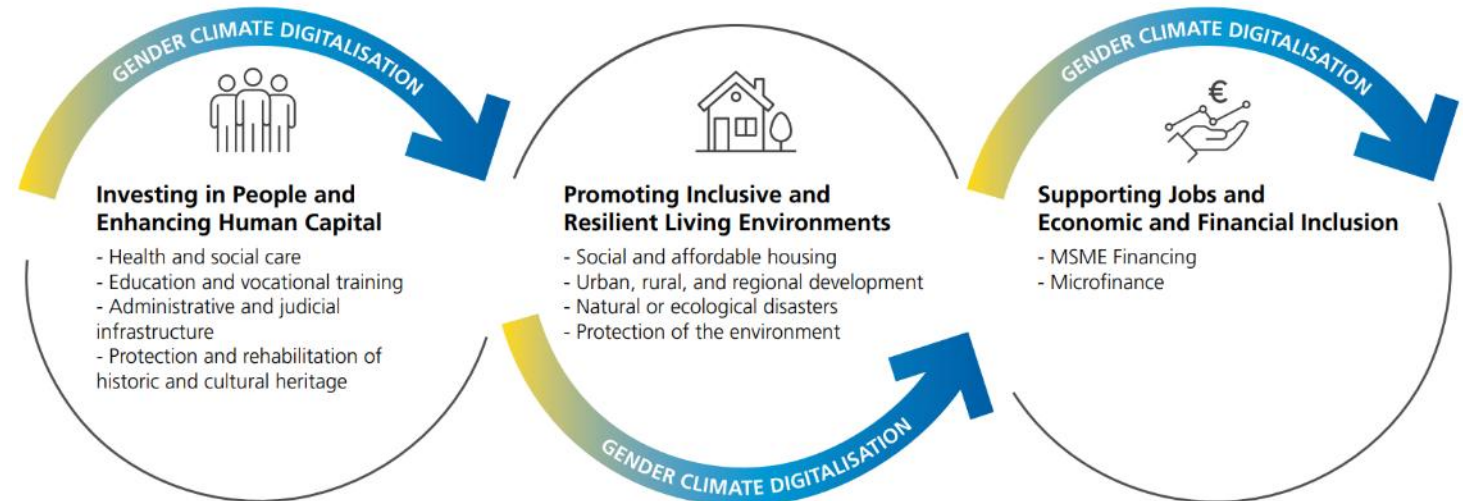 GENDER CLIMATE DIGITALISATION
Investing in People and
Enhancing Human Capital
- Health and social care
- Education and vocational training
- Administrative and judicial
infrastructure
- Protection and rehabilitation of
historic and cultural heritage
Promoting Inclusive and
Resilient Living Environments
- Social and affordable housing
- Urban, rural, and regional development
- Natural or ecological disasters
- Protection of the environment
GENDER CLIMATE DIGITALISATION
GENDER CLIMATE DIGITALISATION
€
Supporting Jobs and
Economic and Financial Inclusion
- MSME Financing
- Microfinance